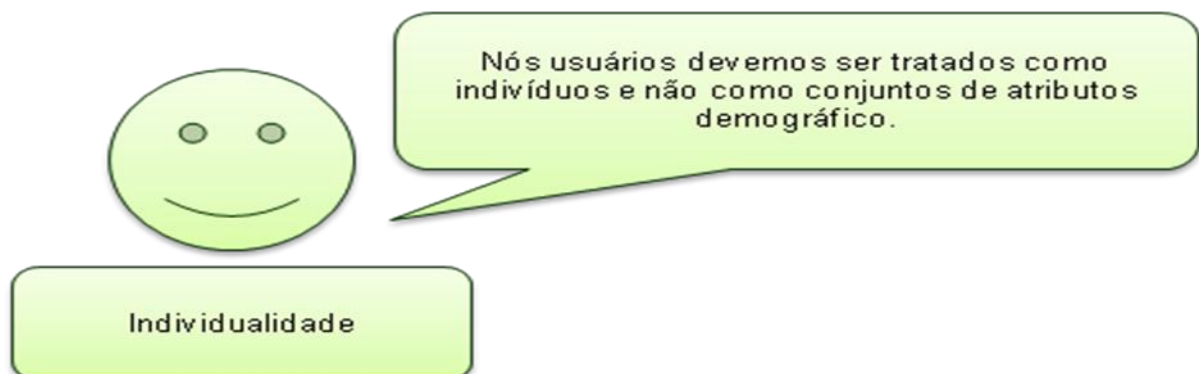 Nós usuários devemos ser tratados como
indivíduos e não como conjuntos de atributos
demográfico.
Individualidade